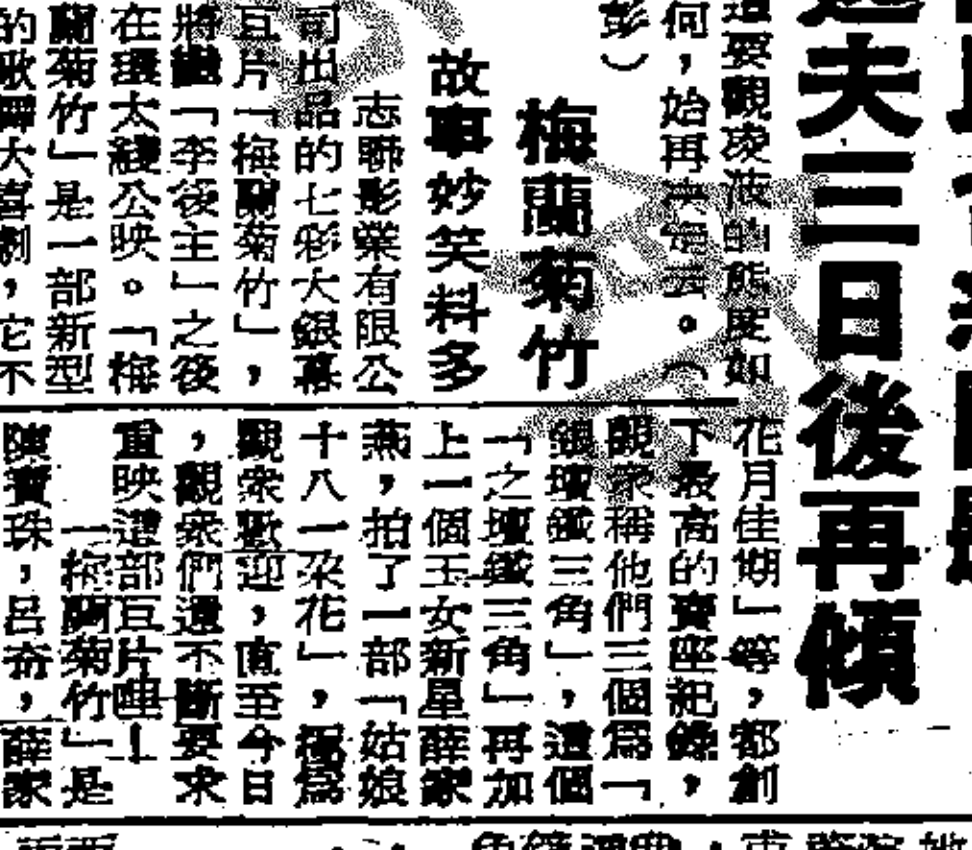 夫三日後再傾
還要觀凌波的態度如
何，始再決定云。（
彭）
梅蘭菊竹
故事妙笑料多
志聯影業有限公
司出品的七彩大銀幕
巨片「梅蘭菊竹」，
將繼「李後主」之後
在環太綫公映。「梅
蘭菊竹」是一部新型
的歌舞大喜劇，它不
花月佳期」等，都創
下最高的賣座紀錄，
觀衆稱他們三個爲「
銀壇鐵三角」，這個
「之壇鐵三角」再加
上一個玉女新星薛家
燕，拍了一部「姑娘
十八一朶花」，極爲
觀衆歡迎，直至今日
，觀衆們還不斷要求
重映這部巨片哩！
「梅蘭菊竹」是
陳寶珠，呂奇，薛家